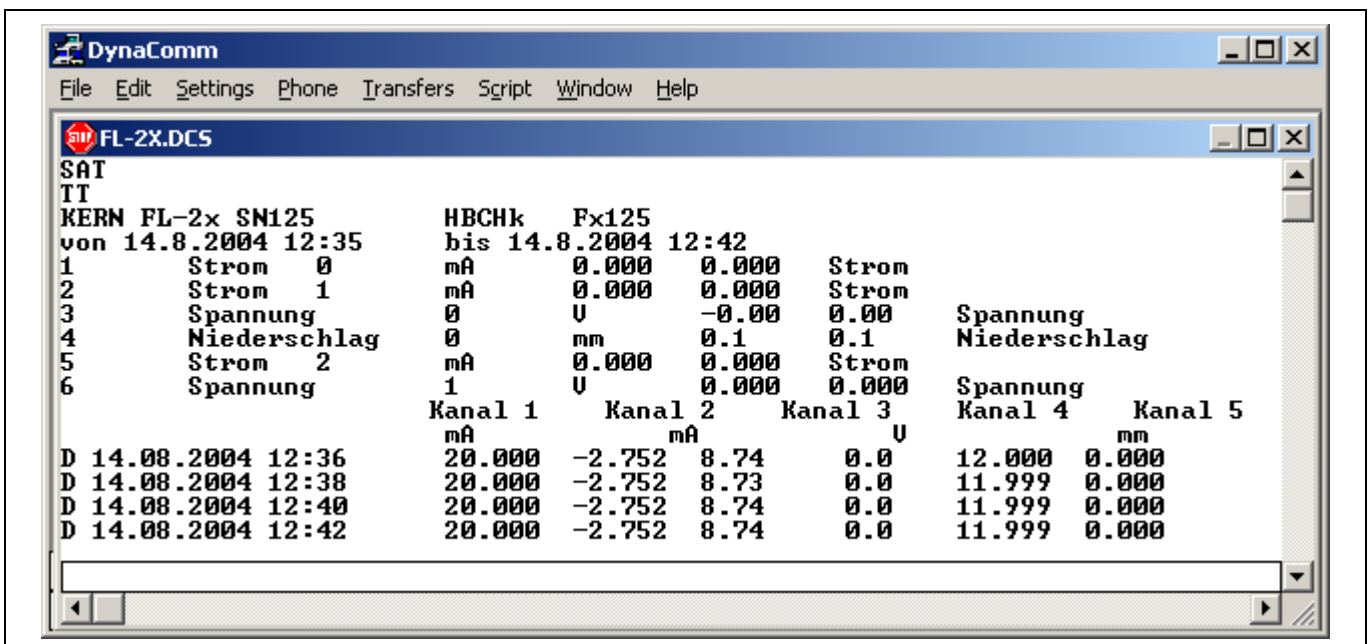 DynaComm
File Edit Settings Phone Transfers Script Window Help
STOP FL-2X.DCS
SAT
TT
KERN FL-2x SN125 HBCHk Fx125
von 14.8.2004 12:35 bis 14.8.2004 12:42
1 Strom 0 mA 0.000 0.000 Strom
2 Strom 1 mA 0.000 0.000 Strom
3 Spannung 0 V -0.00 0.00 Spannung
4 Niederschlag 0 mm 0.1 0.1 Niederschlag
5 Strom 2 mA 0.000 0.000 Strom
6 Spannung 1 V 0.000 0.000 Spannung
Kanal 1 Kanal 2 Kanal 3 Kanal 4 Kanal 5
mA mA V mm
D 14.08.2004 12:36 20.000 -2.752 8.74 0.0 12.000 0.000
D 14.08.2004 12:38 20.000 -2.752 8.73 0.0 11.999 0.000
D 14.08.2004 12:40 20.000 -2.752 8.74 0.0 11.999 0.000
D 14.08.2004 12:42 20.000 -2.752 8.74 0.0 11.999 0.000